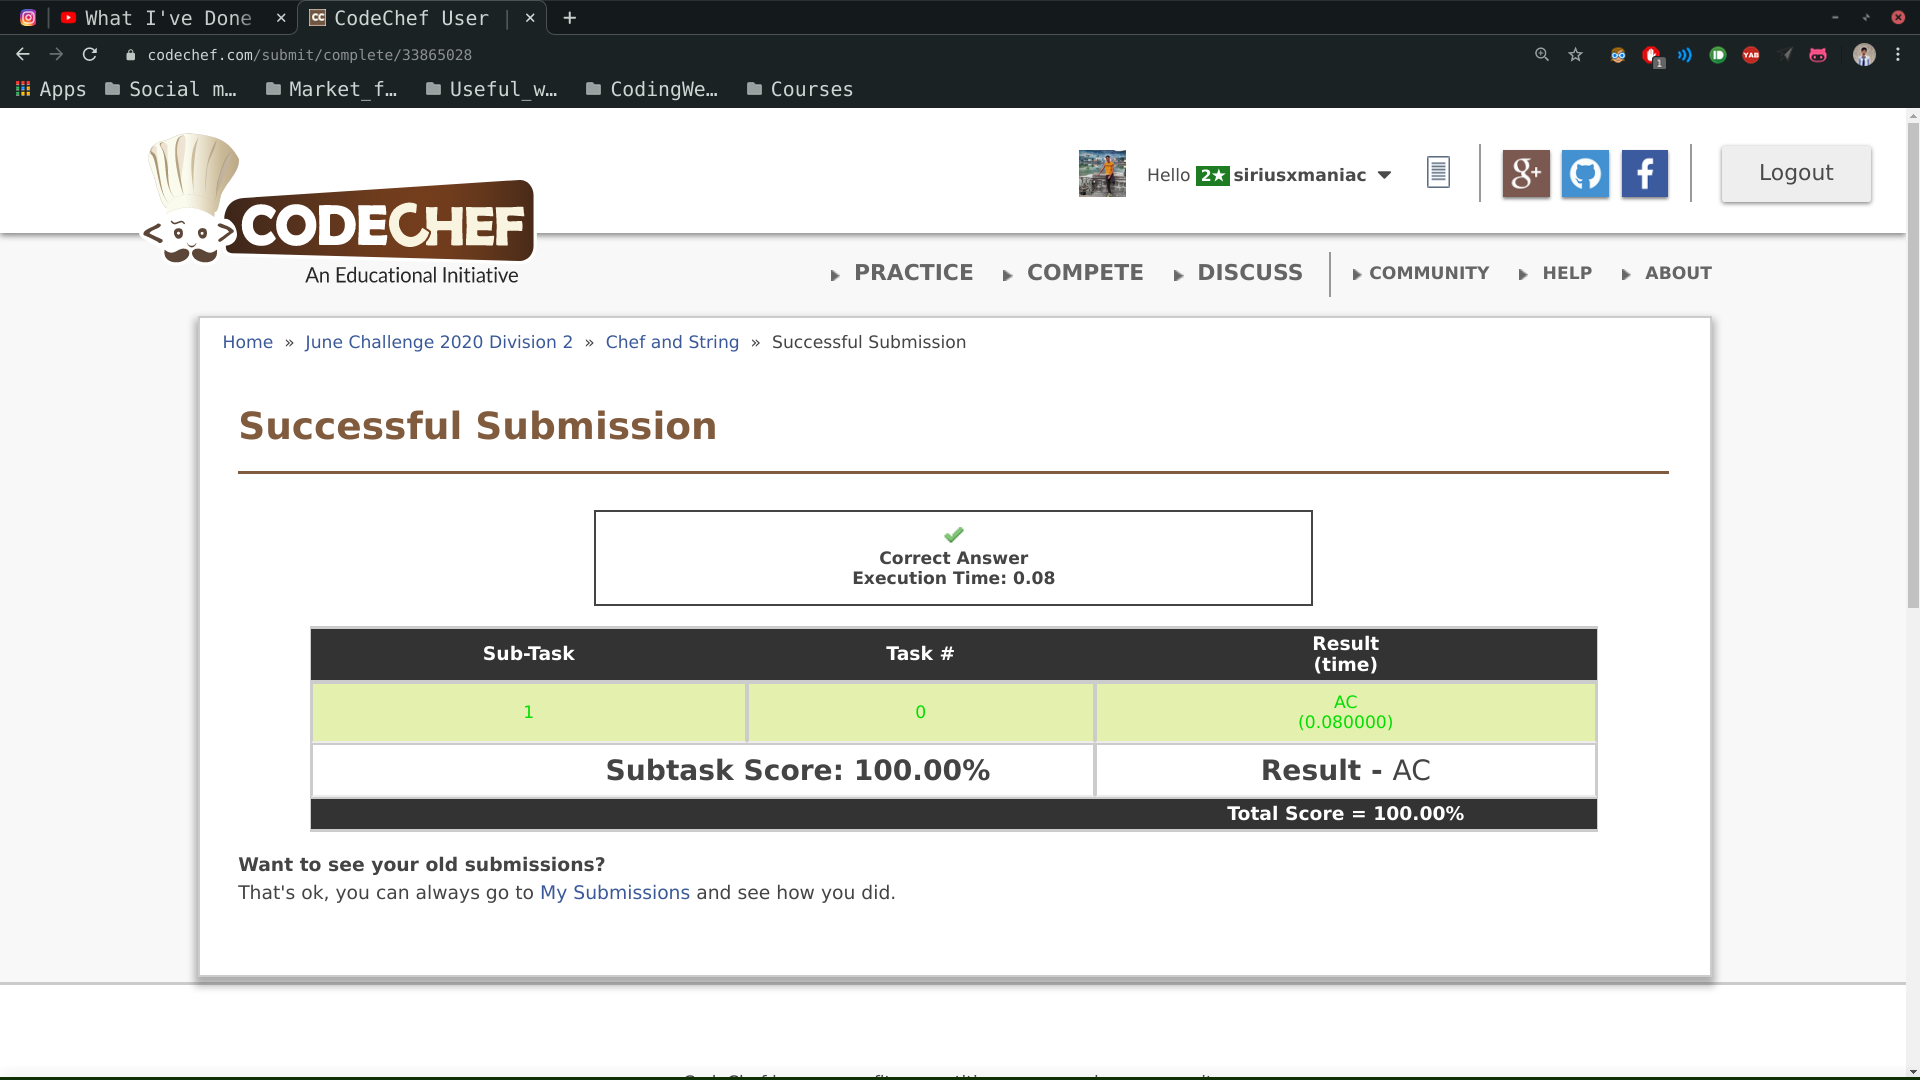 What I've Done
CodeChef User |
codechef.com/submit/complete/33865028
1
Apps
Social m…
Market_f…
Useful_w…
CodingWe…
Courses
CODECHEF
An Educational Initiative
Hello 2★ siriusxmaniac
g+
f
Logout
PRACTICE
COMPETE
DISCUSS
COMMUNITY
HELP
ABOUT
Home » June Challenge 2020 Division 2 » Chef and String » Successful Submission
Successful Submission
Correct Answer
Execution Time: 0.08
Sub-Task
Task #
Result
(time)
1
0
AC
(0.080000)
Subtask Score: 100.00%
Result - AC
Total Score = 100.00%
Want to see your old submissions?
That's ok, you can always go to My Submissions and see how you did.